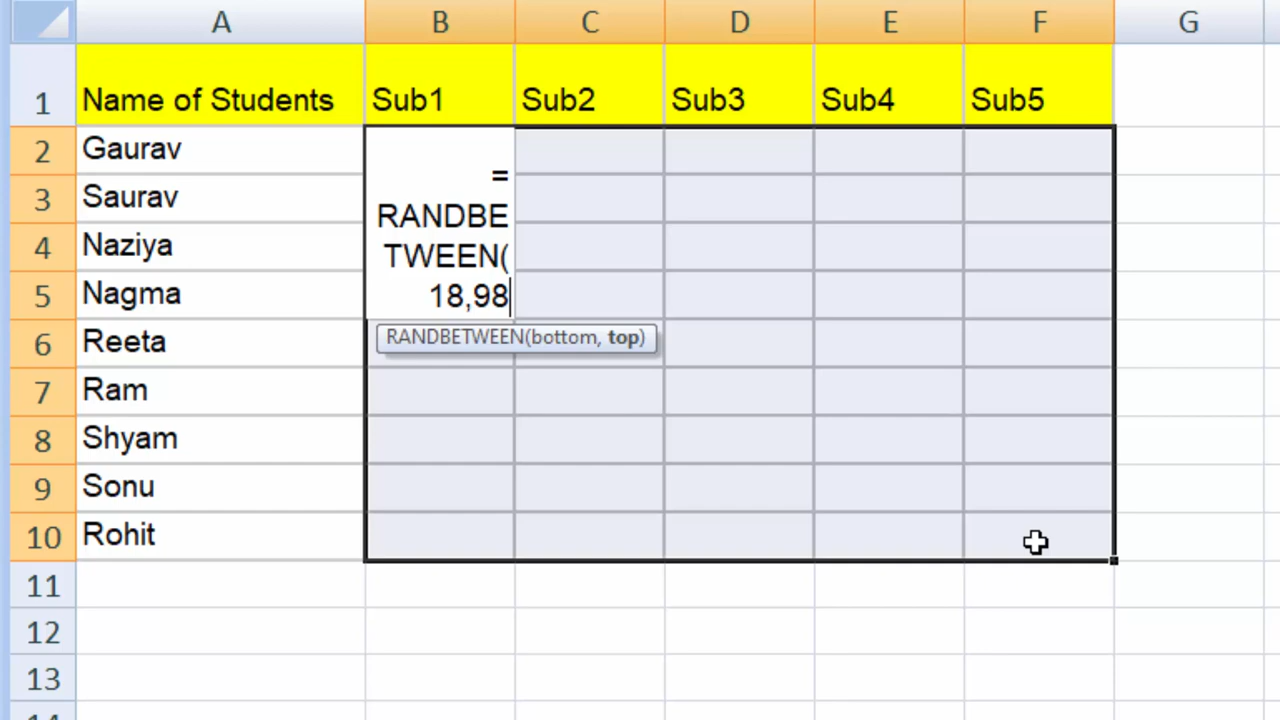 A B C D E F G
1 Name of Students Sub1 Sub2 Sub3 Sub4 Sub5
2 Gaurav
=
3 Saurav
RANDBE
4 Naziya
TWEEN(
5 Nagma
18,98
6 Reeta
RANDBETWEEN(bottom, top)
7 Ram
8 Shyam
9 Sonu
10 Rohit
11
12
13
14